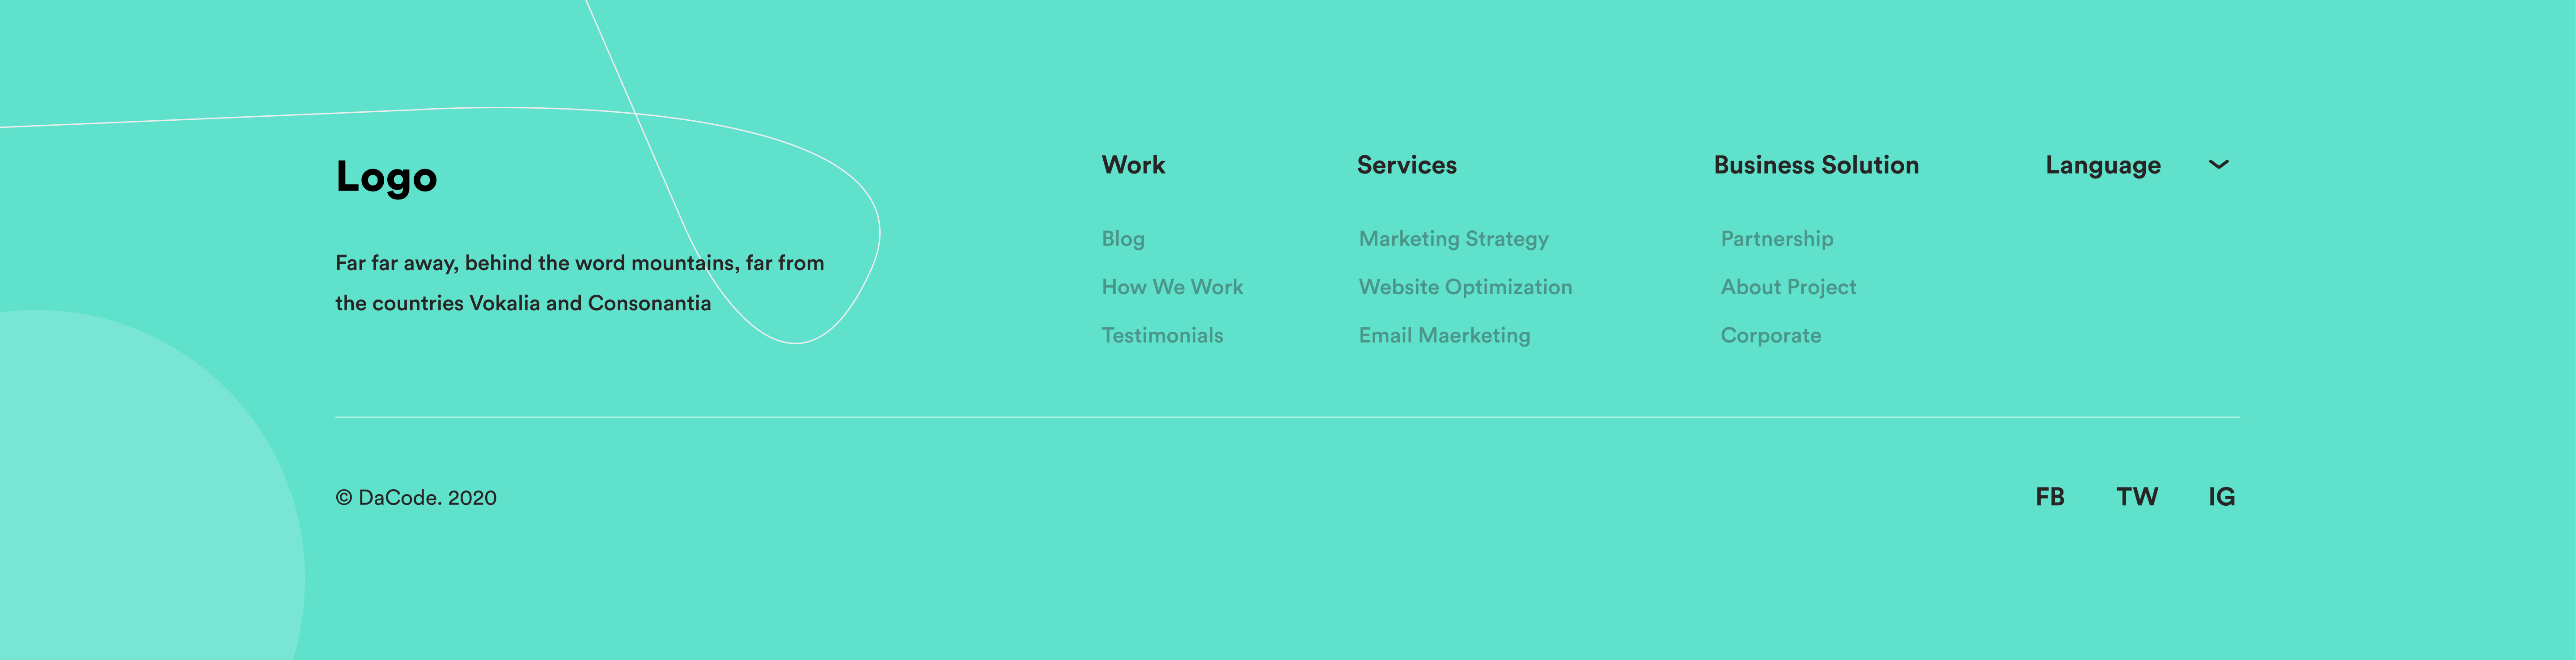 Logo
Far far away, behind the word mountains, far from
the countries Vokalia and Consonantia
Work
Blog
How We Work
Testimonials
Services
Marketing Strategy
Website Optimization
Email Maerketing
Business Solution
Partnership
About Project
Corporate
Language
© DaCode. 2020
FB
TW
IG